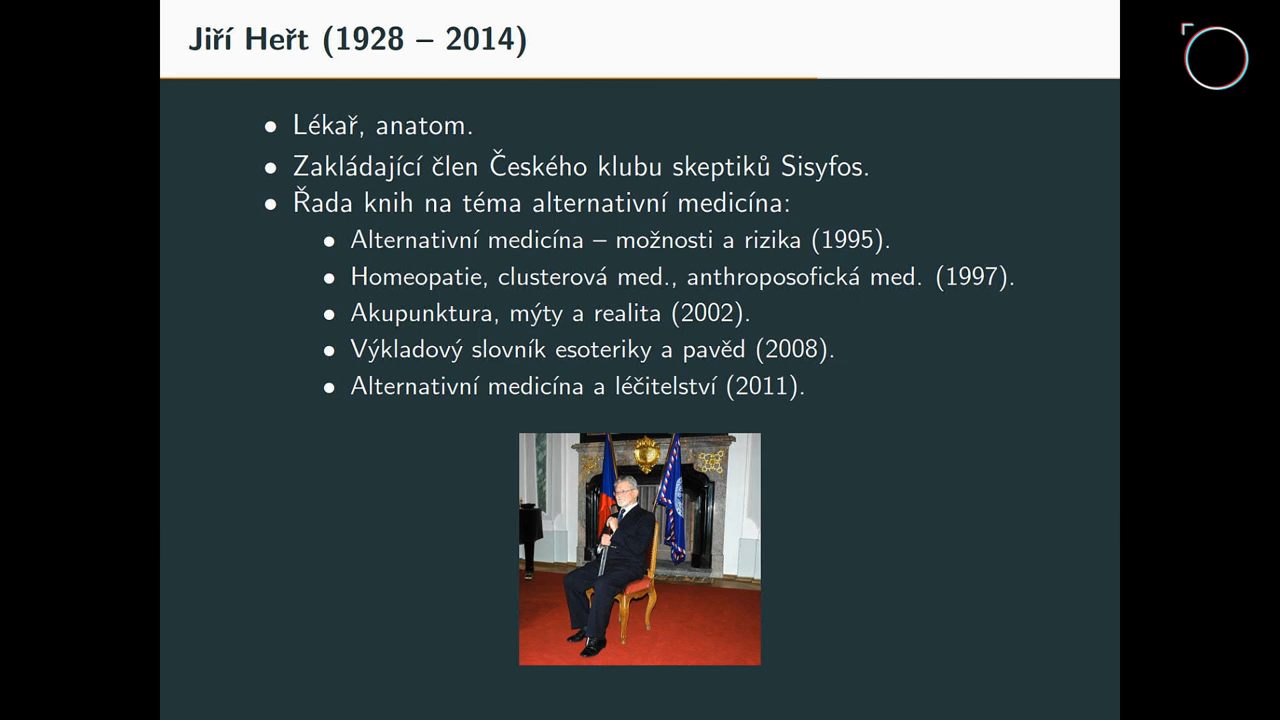 Jiří Heřt (1928 – 2014)
• Lékař, anatom.
• Zakládající člen Českého klubu skeptiků Sisyfos.
• Řada knih na téma alternativní medicína:
• Alternativní medicína – možnosti a rizika (1995).
• Homeopatie, clusterová med., anthroposofická med. (1997).
• Akupunktura, mýty a realita (2002).
• Výkladový slovník esoteriky a pavěd (2008).
• Alternativní medicína a léčitelství (2011).